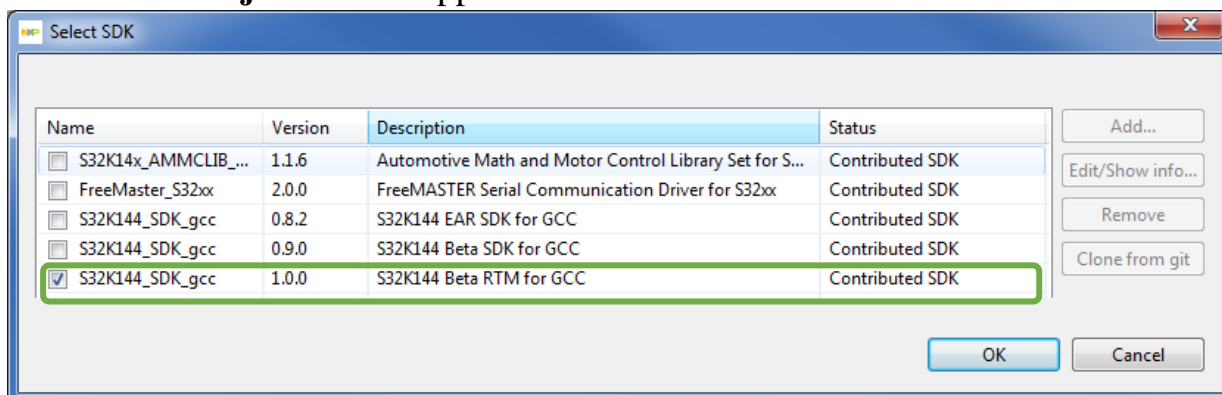 NXP Select SDK
Name Version Description Status
S32K14x_AMMCLIB_... 1.1.6 Automotive Math and Motor Control Library Set for S... Contributed SDK
FreeMaster_S32xx 2.0.0 FreeMASTER Serial Communication Driver for S32xx Contributed SDK
S32K144_SDK_gcc 0.8.2 S32K144 EAR SDK for GCC Contributed SDK
S32K144_SDK_gcc 0.9.0 S32K144 Beta SDK for GCC Contributed SDK
S32K144_SDK_gcc 1.0.0 S32K144 Beta RTM for GCC Contributed SDK
Add...
Edit/Show info...
Remove
Clone from git
OK Cancel